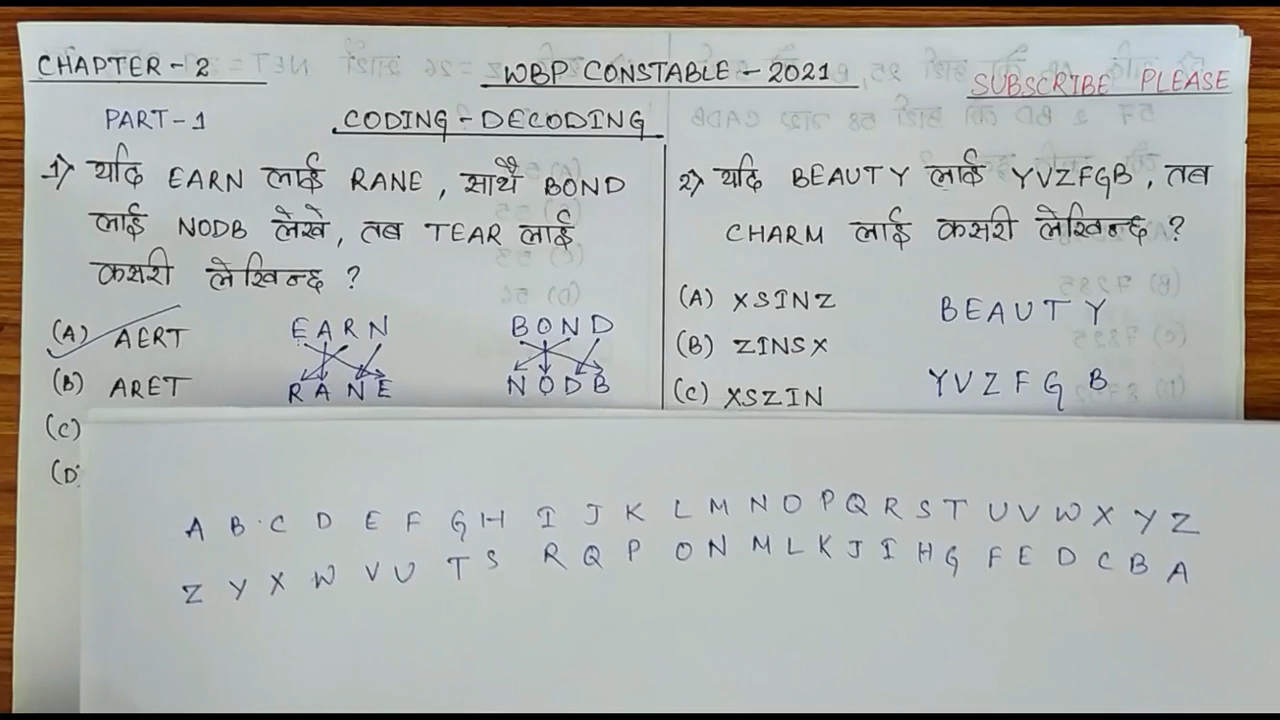 CHAPTER - 2
WBP CONSTABLE - 2021
SUBSCRIBE PLEASE
PART - 1
CODING - DECODING
1) यदि EARN लाई RANE, साथै BOND
लाई NODB लेखे, तब TEAR लाई
कसरी लेखिन्छ ?
(A) AERT
(B) ARET
(C)
(D)
EARN
RANE
BOND
NODB
2) यदि BEAUTY लाई YVZFGB, तब
CHARM लाई कसरी लेखिन्छ ?
(A) XSINZ
(B) ZINSX
(C) XSZIN
BEAUTY
YVZFGB
A B C D E F G H I J K L M N O P Q R S T U V W X Y Z
Z Y X W V U T S R Q P O N M L K J I H G F E D C B A